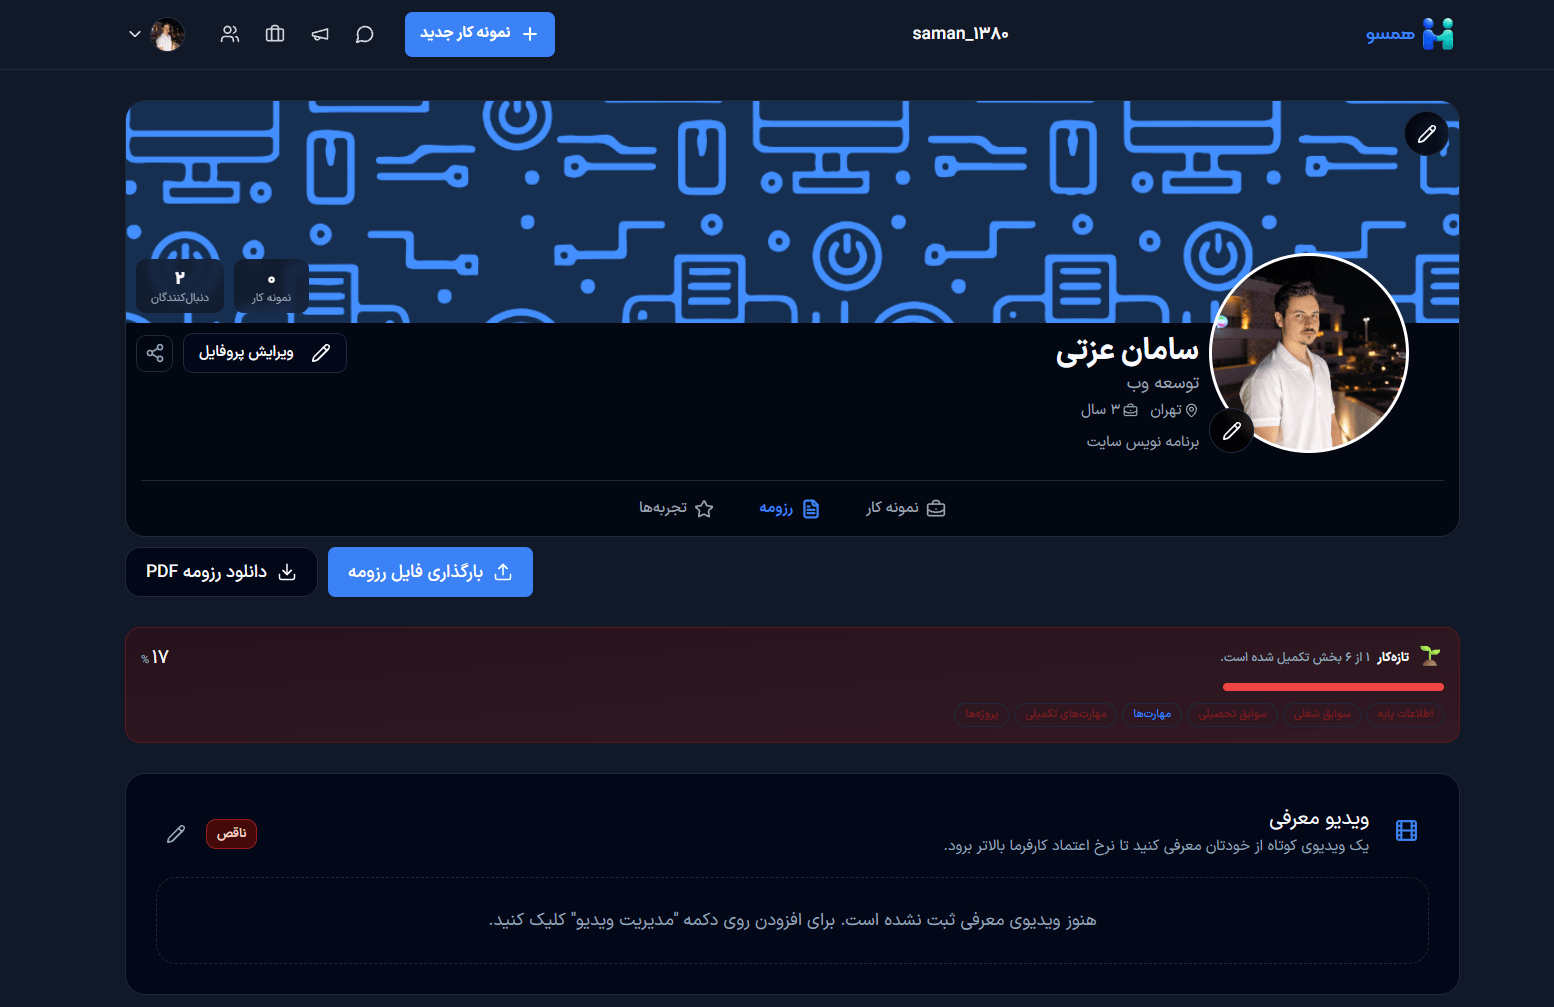 همسو
saman_۱۳۸۰
نمونه کار جدید
۰
نمونه کار
۲
دنبال‌کنندگان
سامان عزتی
توسعه وب
تهران ۳ سال
برنامه نویس سایت
ویرایش پروفایل
نمونه کار
رزومه
تجربه‌ها
بارگذاری فایل رزومه
دانلود رزومه PDF
تازه‌کار ۱ از ۶ بخش تکمیل شده است.
۱۷%
اطلاعات پایه
سوابق شغلی
سوابق تحصیلی
مهارت‌ها
مهارت‌های تکمیلی
پروژه‌ها
ویدیو معرفی
یک ویدیوی کوتاه از خودتان معرفی کنید تا نرخ اعتماد کارفرما بالاتر برود.
ناقص
هنوز ویدیوی معرفی ثبت نشده است. برای افزودن روی دکمه "مدیریت ویدیو" کلیک کنید.